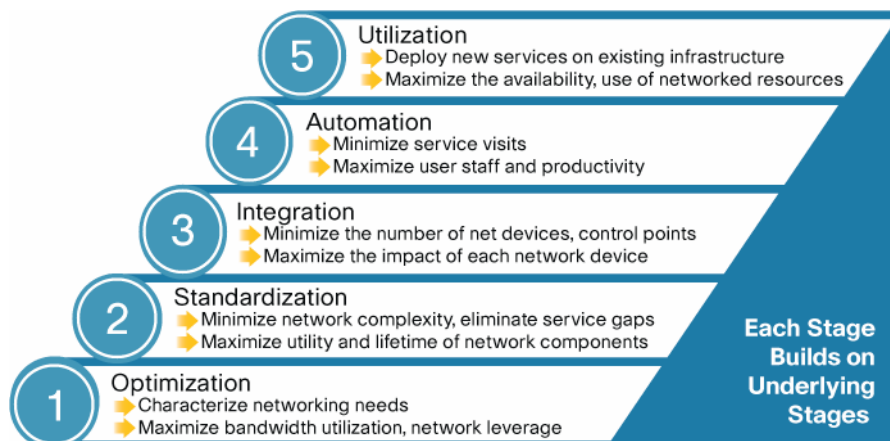 5
Utilization
Deploy new services on existing infrastructure
Maximize the availability, use of networked resources
4
Automation
Minimize service visits
Maximize user staff and productivity
3
Integration
Minimize the number of net devices, control points
Maximize the impact of each network device
2
Standardization
Minimize network complexity, eliminate service gaps
Maximize utility and lifetime of network components
1
Optimization
Characterize networking needs
Maximize bandwidth utilization, network leverage
Each Stage
Builds on
Underlying
Stages